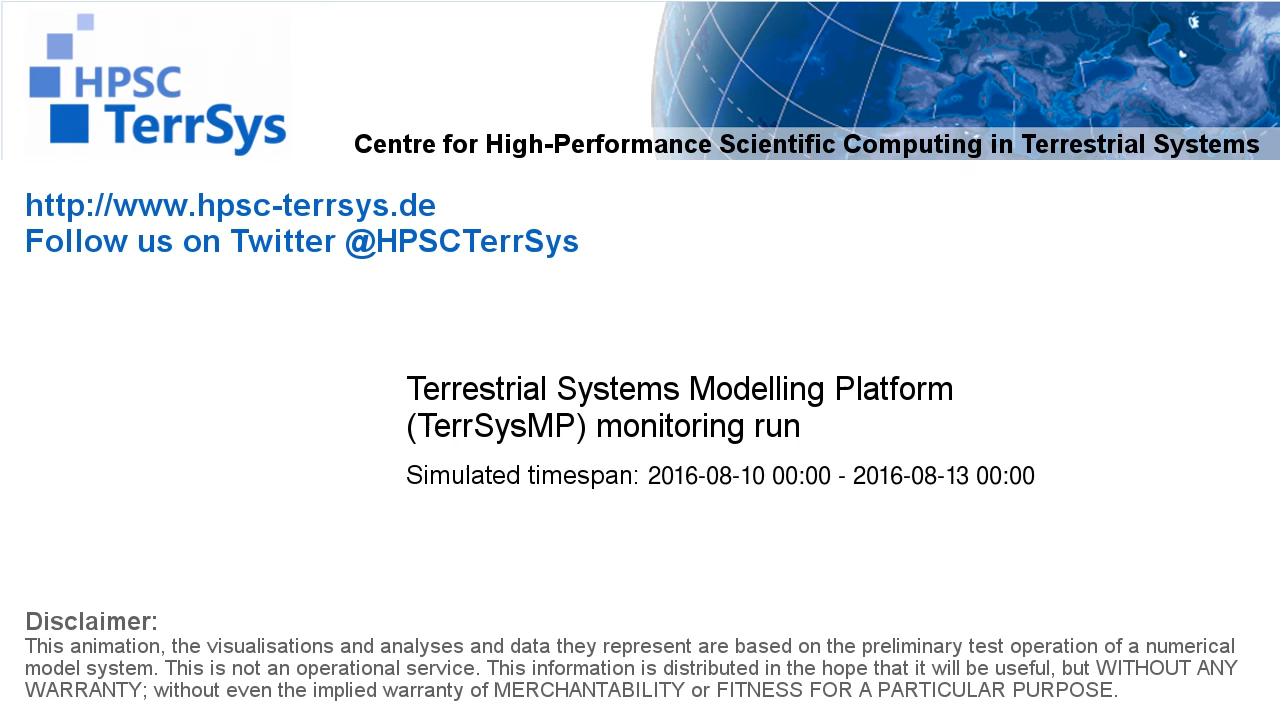 HPSC
TerrSys
Centre for High-Performance Scientific Computing in Terrestrial Systems
http://www.hpsc-terrsys.de
Follow us on Twitter @HPSCTerrSys
Terrestrial Systems Modelling Platform
(TerrSysMP) monitoring run
Simulated timespan: 2016-08-10 00:00 - 2016-08-13 00:00
Disclaimer:
This animation, the visualisations and analyses and data they represent are based on the preliminary test operation of a numerical
model system. This is not an operational service. This information is distributed in the hope that it will be useful, but WITHOUT ANY
WARRANTY; without even the implied warranty of MERCHANTABILITY or FITNESS FOR A PARTICULAR PURPOSE.